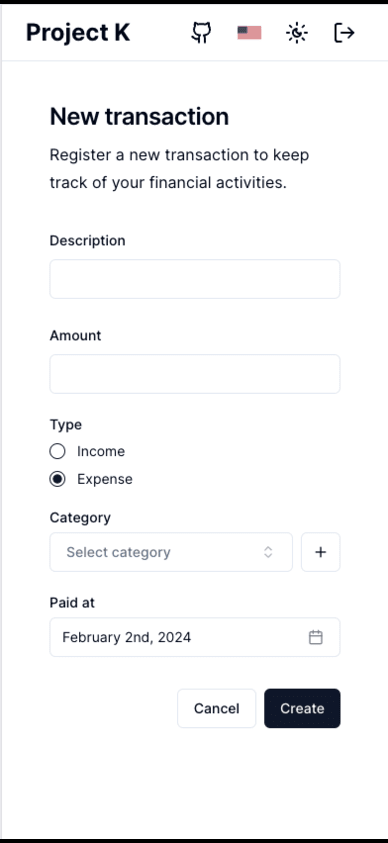 Project K
New transaction
Register a new transaction to keep
track of your financial activities.
Description
Amount
Type
Income
Expense
Category
Select category
Paid at
February 2nd, 2024
Cancel Create